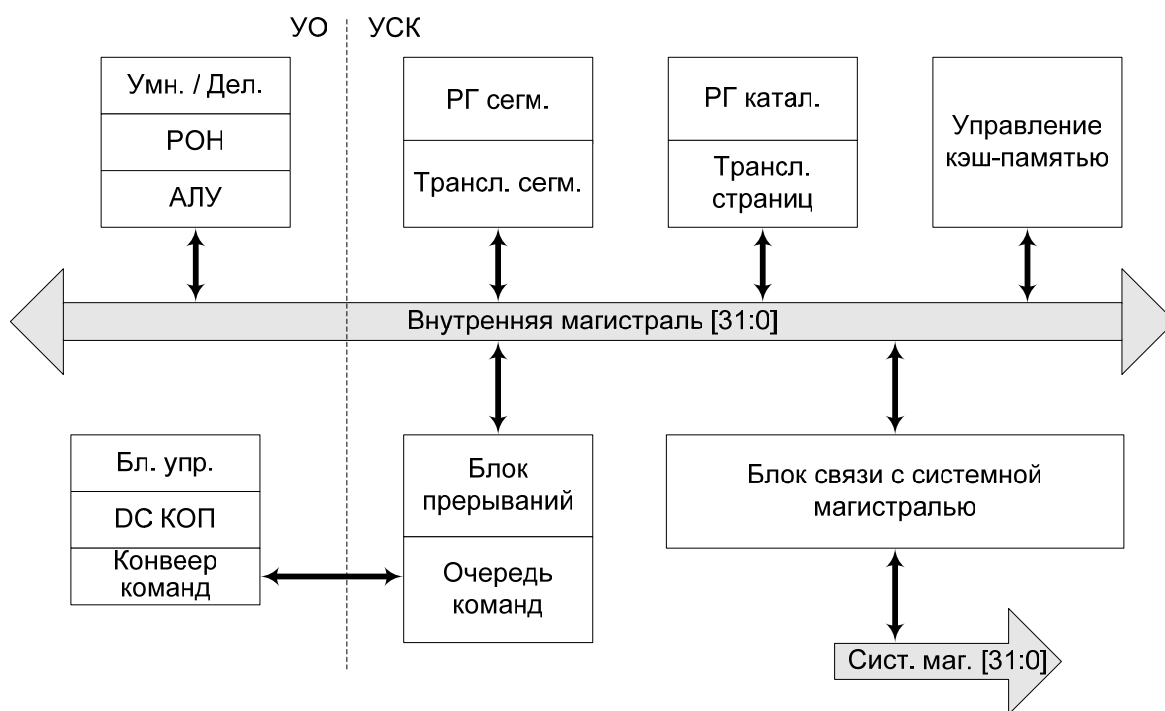 УО
УСК
Умн. / Дел.
РОН
АЛУ
РГ сегм.
Трансл. сегм.
РГ катал.
Трансл.
страниц
Управление
кэш-памятью
Внутренняя магистраль [31:0]
Бл. упр.
DC КОП
Конвеер
команд
Блок
прерываний
Очередь
команд
Блок связи с системной
магистралью
Сист. маг. [31:0]